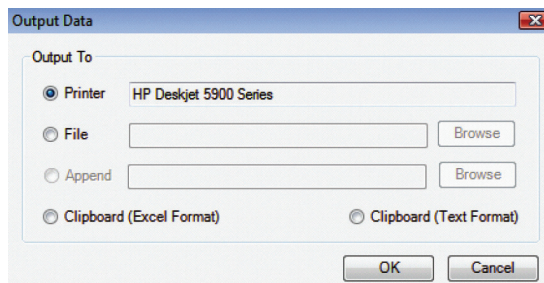 Output Data
Output To
Printer HP Deskjet 5900 Series
File Browse
Append Browse
Clipboard (Excel Format) Clipboard (Text Format)
OK Cancel